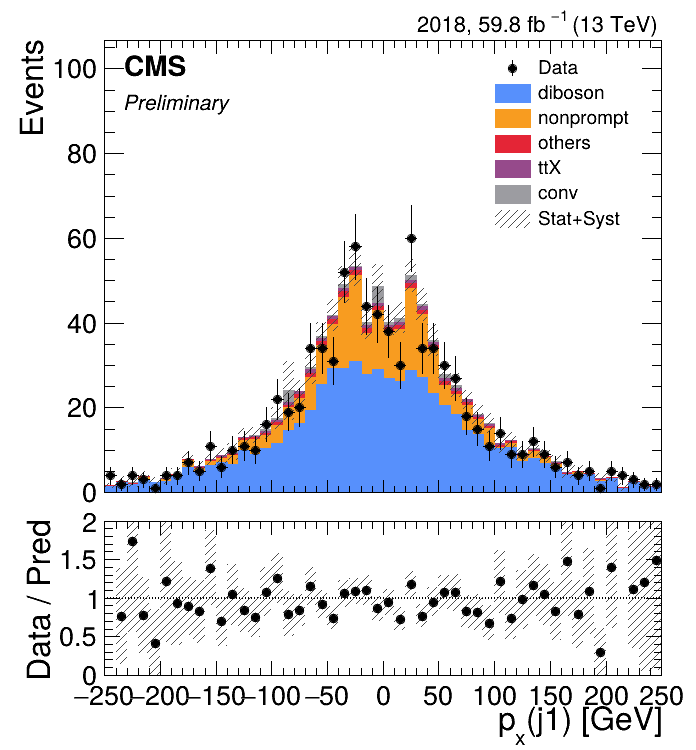 2018, 59.8 fb⁻¹ (13 TeV)
Events
CMS
Preliminary
Data
diboson
nonprompt
others
ttX
conv
Stat+Syst
100
80
60
40
20
0
Data / Pred
2
1.5
1
0.5
0
−250 −200 −150 −100 −50 0 50 100 150 200 250
pₓ(j1) [GeV]